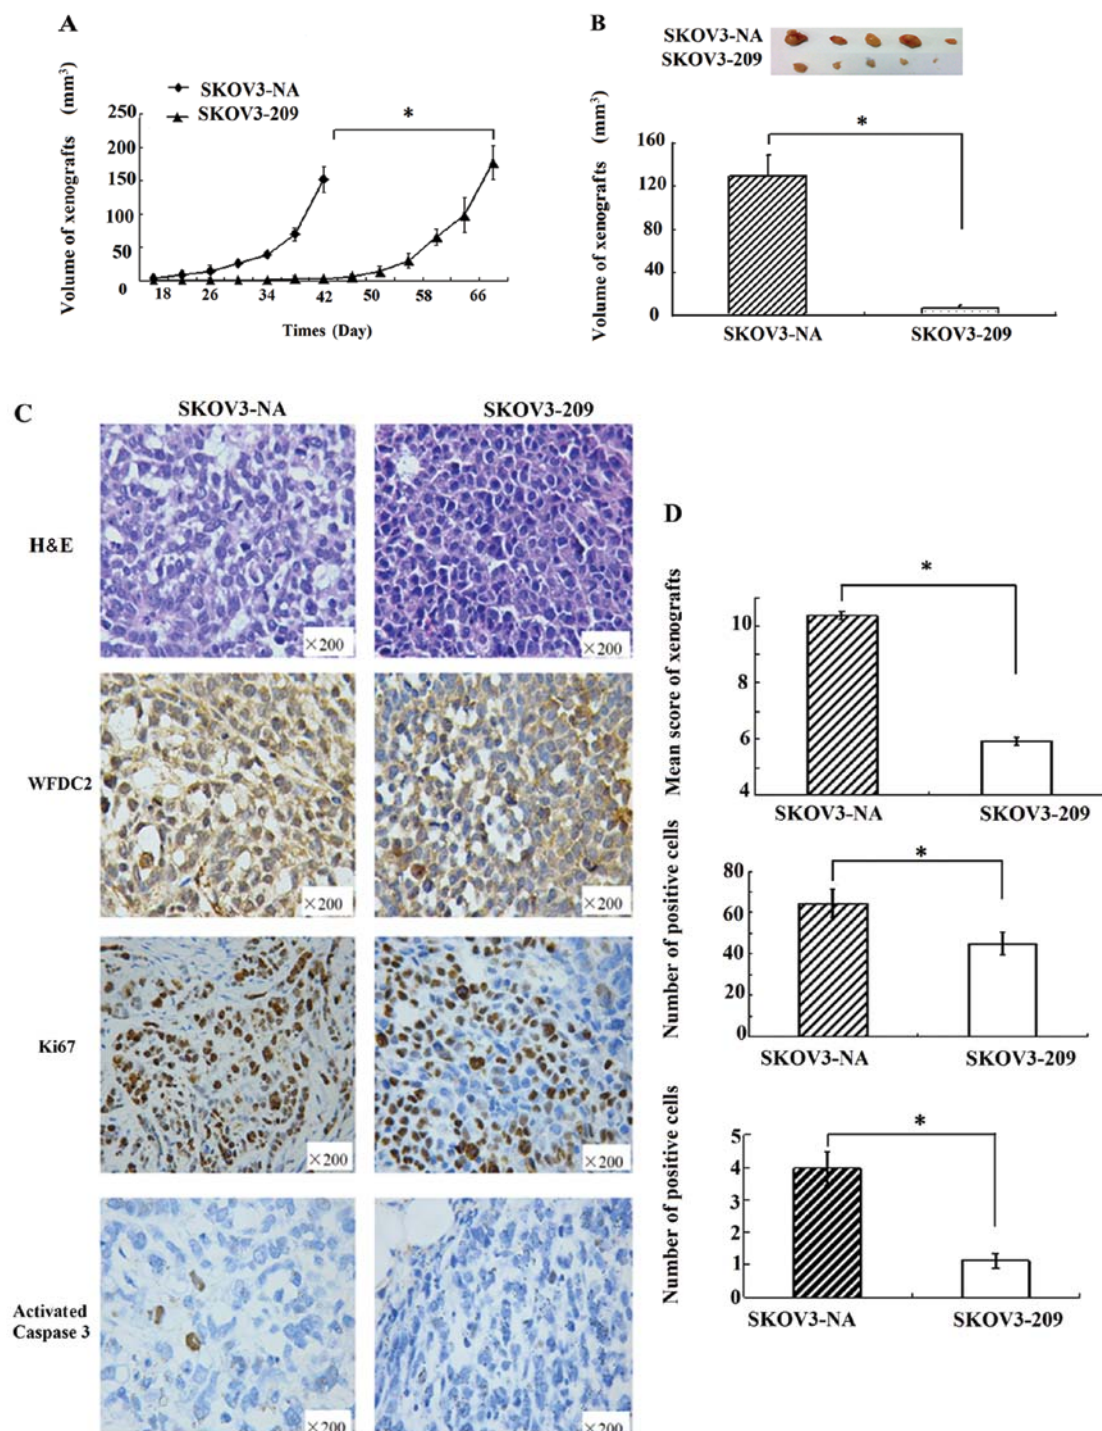 A
SKOV3-NA
SKOV3-209
Volume of xenografts (mm³)
250
200
150
100
50
0
*
18 26 34 42 50 58 66
Times (Day)
B
SKOV3-NA
SKOV3-209
Volume of xenografts (mm³)
160
120
80
40
0
*
SKOV3-NA SKOV3-209
C
SKOV3-NA SKOV3-209
H&E
×200 ×200
WFDC2
×200 ×200
Ki67
×200 ×200
Activated
Caspase 3
×200 ×200
D
Mean score of xenografts
10
8
6
4
*
SKOV3-NA SKOV3-209
Number of positive cells
80
60
40
20
0
*
SKOV3-NA SKOV3-209
Number of positive cells
5
4
3
2
1
0
*
SKOV3-NA SKOV3-209